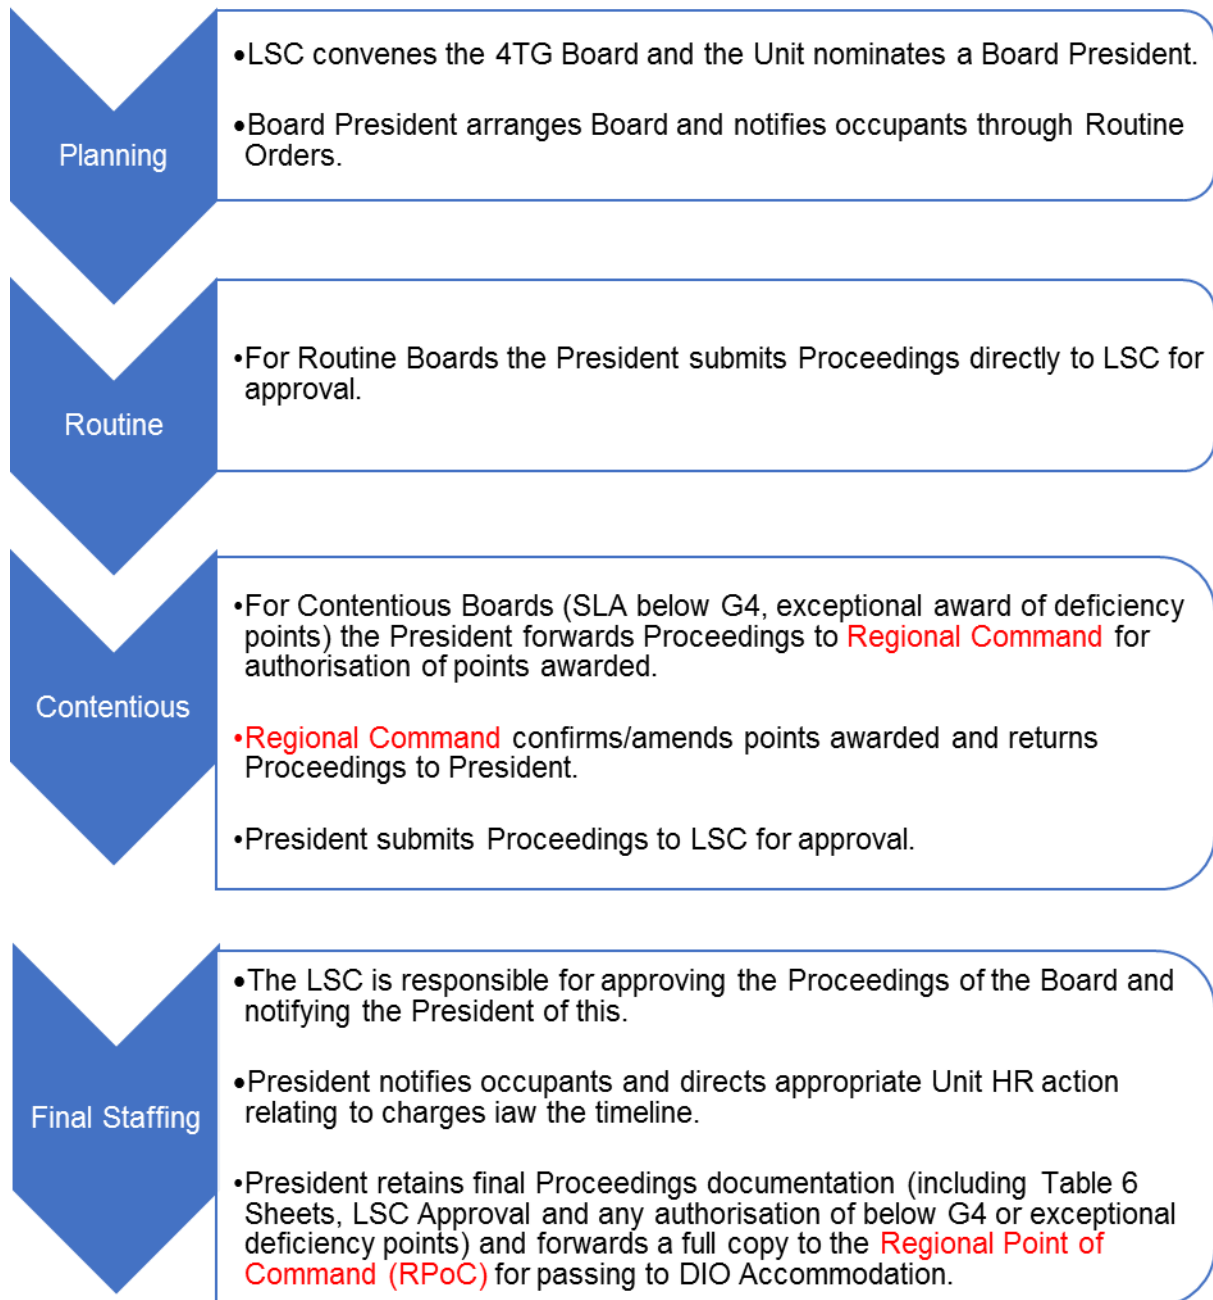 Planning
•LSC convenes the 4TG Board and the Unit nominates a Board President.
•Board President arranges Board and notifies occupants through Routine
Orders.
Routine
•For Routine Boards the President submits Proceedings directly to LSC for
approval.
Contentious
•For Contentious Boards (SLA below G4, exceptional award of deficiency
points) the President forwards Proceedings to Regional Command for
authorisation of points awarded.
•Regional Command confirms/amends points awarded and returns
Proceedings to President.
•President submits Proceedings to LSC for approval.
Final Staffing
•The LSC is responsible for approving the Proceedings of the Board and
notifying the President of this.
•President notifies occupants and directs appropriate Unit HR action
relating to charges iaw the timeline.
•President retains final Proceedings documentation (including Table 6
Sheets, LSC Approval and any authorisation of below G4 or exceptional
deficiency points) and forwards a full copy to the Regional Point of
Command (RPoC) for passing to DIO Accommodation.